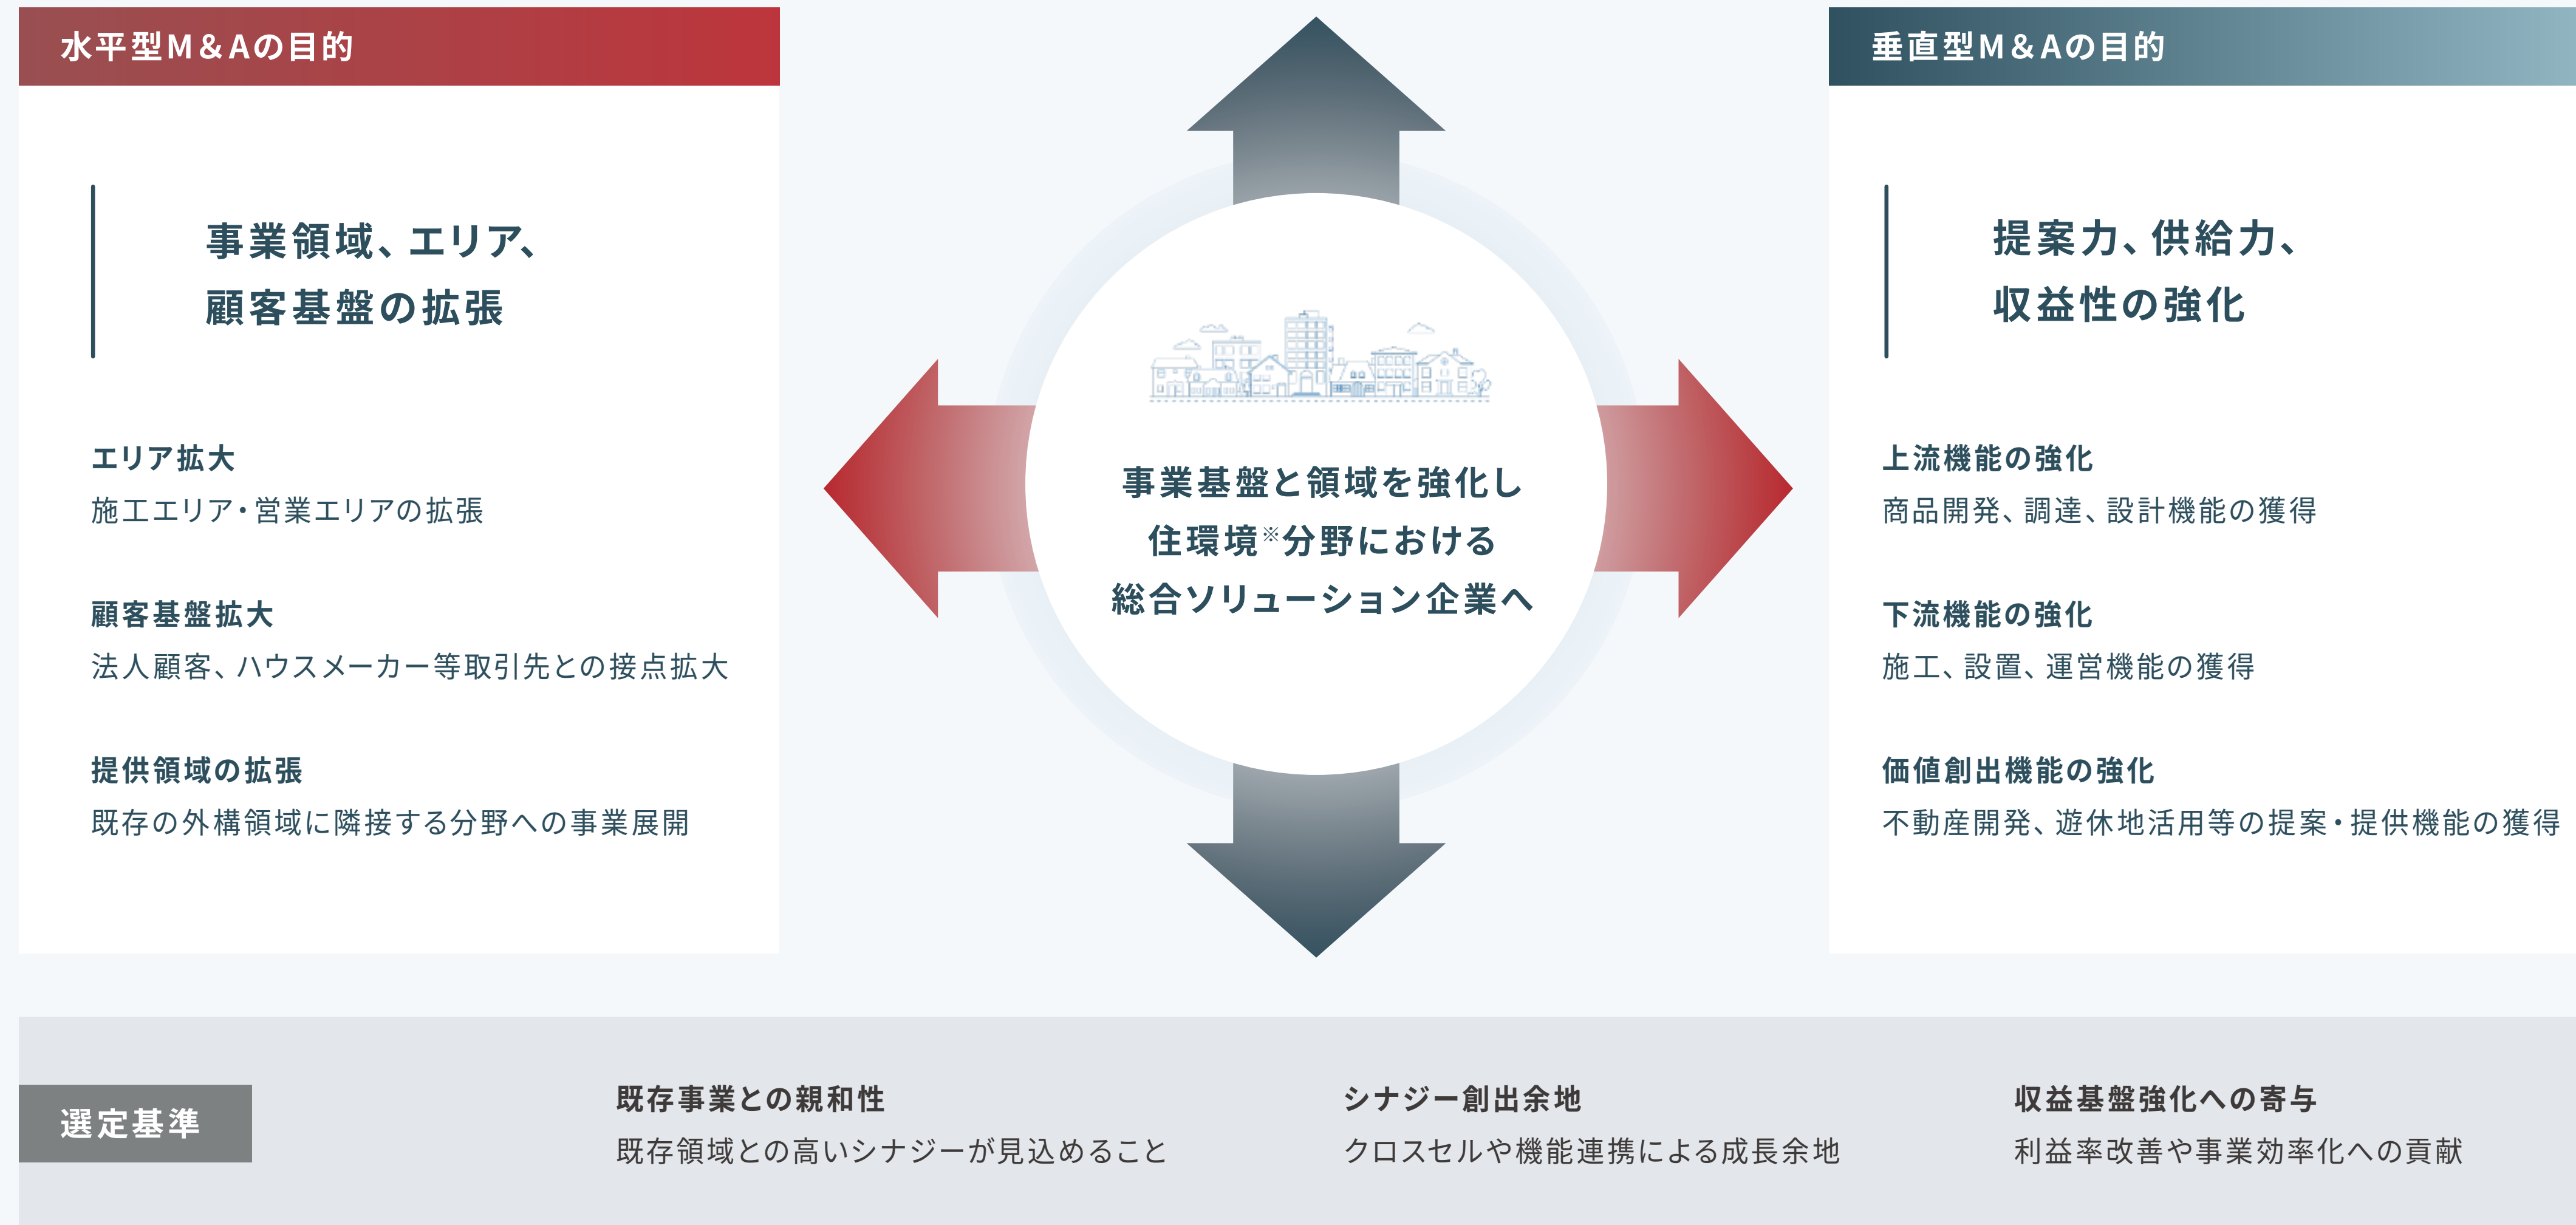 水平型M&Aの目的
事業領域、エリア、
顧客基盤の拡張
エリア拡大
施工エリア・営業エリアの拡張
顧客基盤拡大
法人顧客、ハウスメーカー等取引先との接点拡大
提供領域の拡張
既存の外構領域に隣接する分野への事業展開
事業基盤と領域を強化し
住環境※分野における
総合ソリューション企業へ
垂直型M&Aの目的
提案力、供給力、
収益性の強化
上流機能の強化
商品開発、調達、設計機能の獲得
下流機能の強化
施工、設置、運営機能の獲得
価値創出機能の強化
不動産開発、遊休地活用等の提案・提供機能の獲得
選定基準
既存事業との親和性
既存領域との高いシナジーが見込めること
シナジー創出余地
クロスセルや機能連携による成長余地
収益基盤強化への寄与
利益率改善や事業効率化への貢献